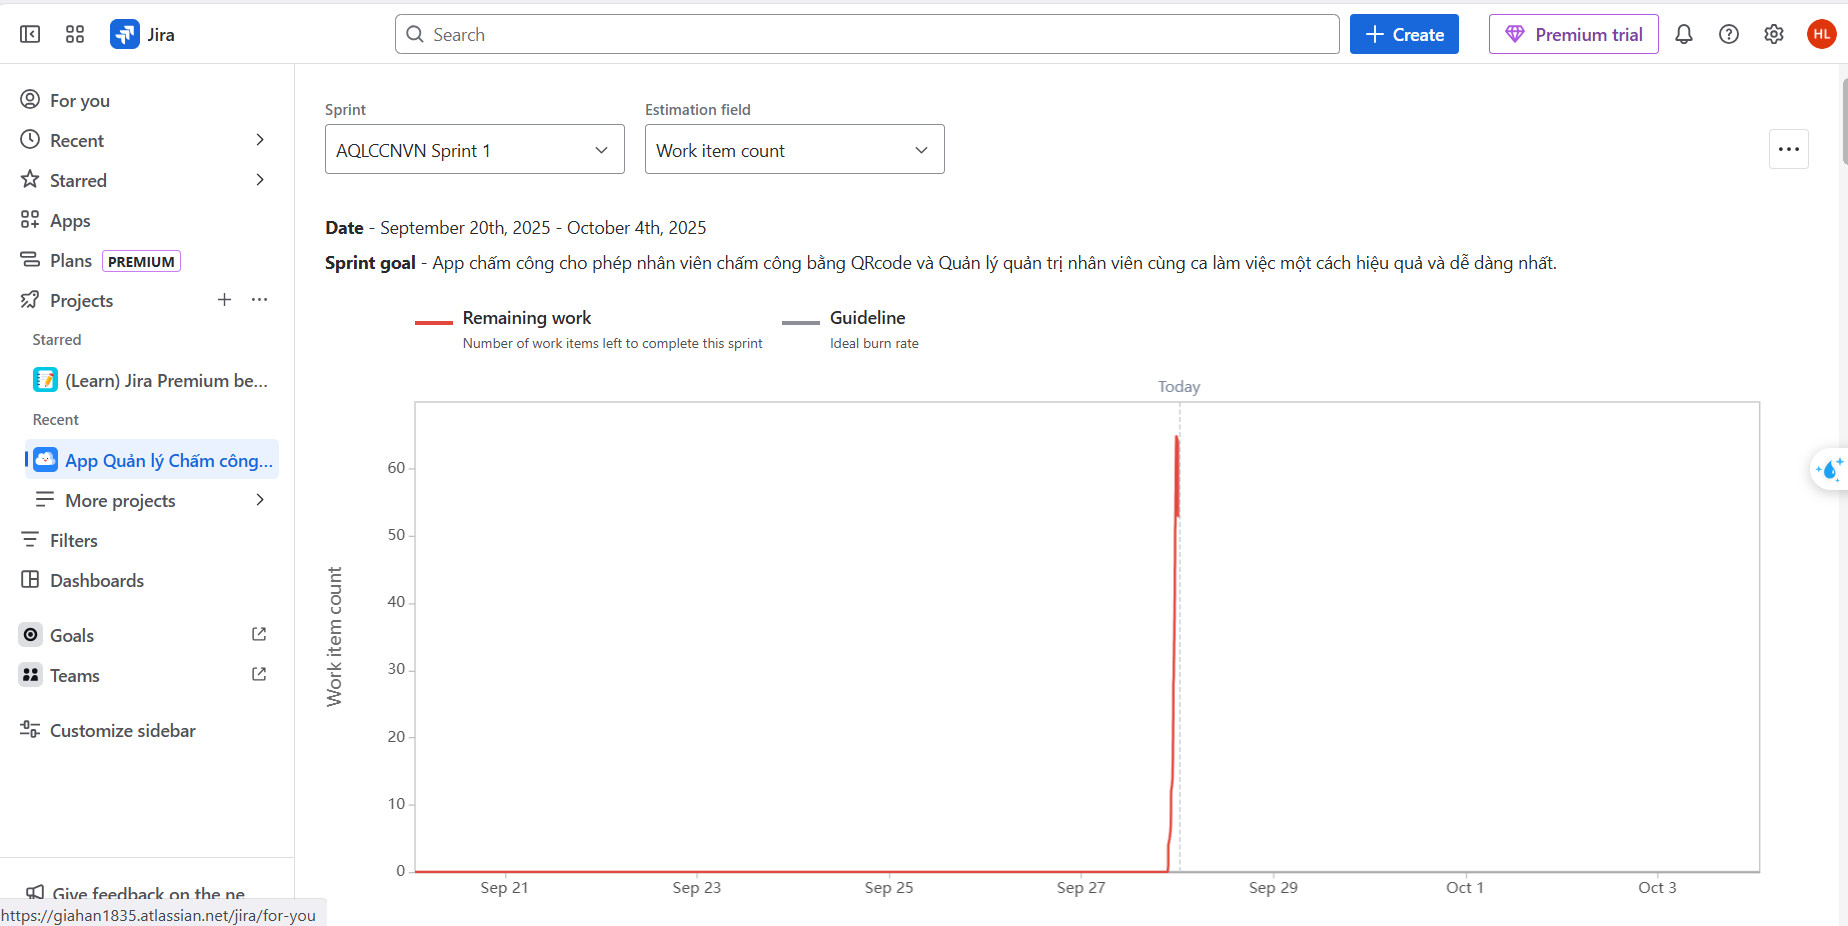 Jira
Search
Create
Premium trial
HL
For you
Recent
Starred
Apps
Plans PREMIUM
Projects
Starred
(Learn) Jira Premium be...
Recent
App Quản lý Chấm công...
More projects
Filters
Dashboards
Goals
Teams
Customize sidebar
Give feedback on the ne
https://giahan1835.atlassian.net/jira/for-you
Sprint
AQLCCNVN Sprint 1
Estimation field
Work item count
Date - September 20th, 2025 - October 4th, 2025
Sprint goal - App chấm công cho phép nhân viên chấm công bằng QRcode và Quản lý quản trị nhân viên cùng ca làm việc một cách hiệu quả và dễ dàng nhất.
Remaining work
Number of work items left to complete this sprint
Guideline
Ideal burn rate
Today
Work item count
60
50
40
30
20
10
0
Sep 21
Sep 23
Sep 25
Sep 27
Sep 29
Oct 1
Oct 3